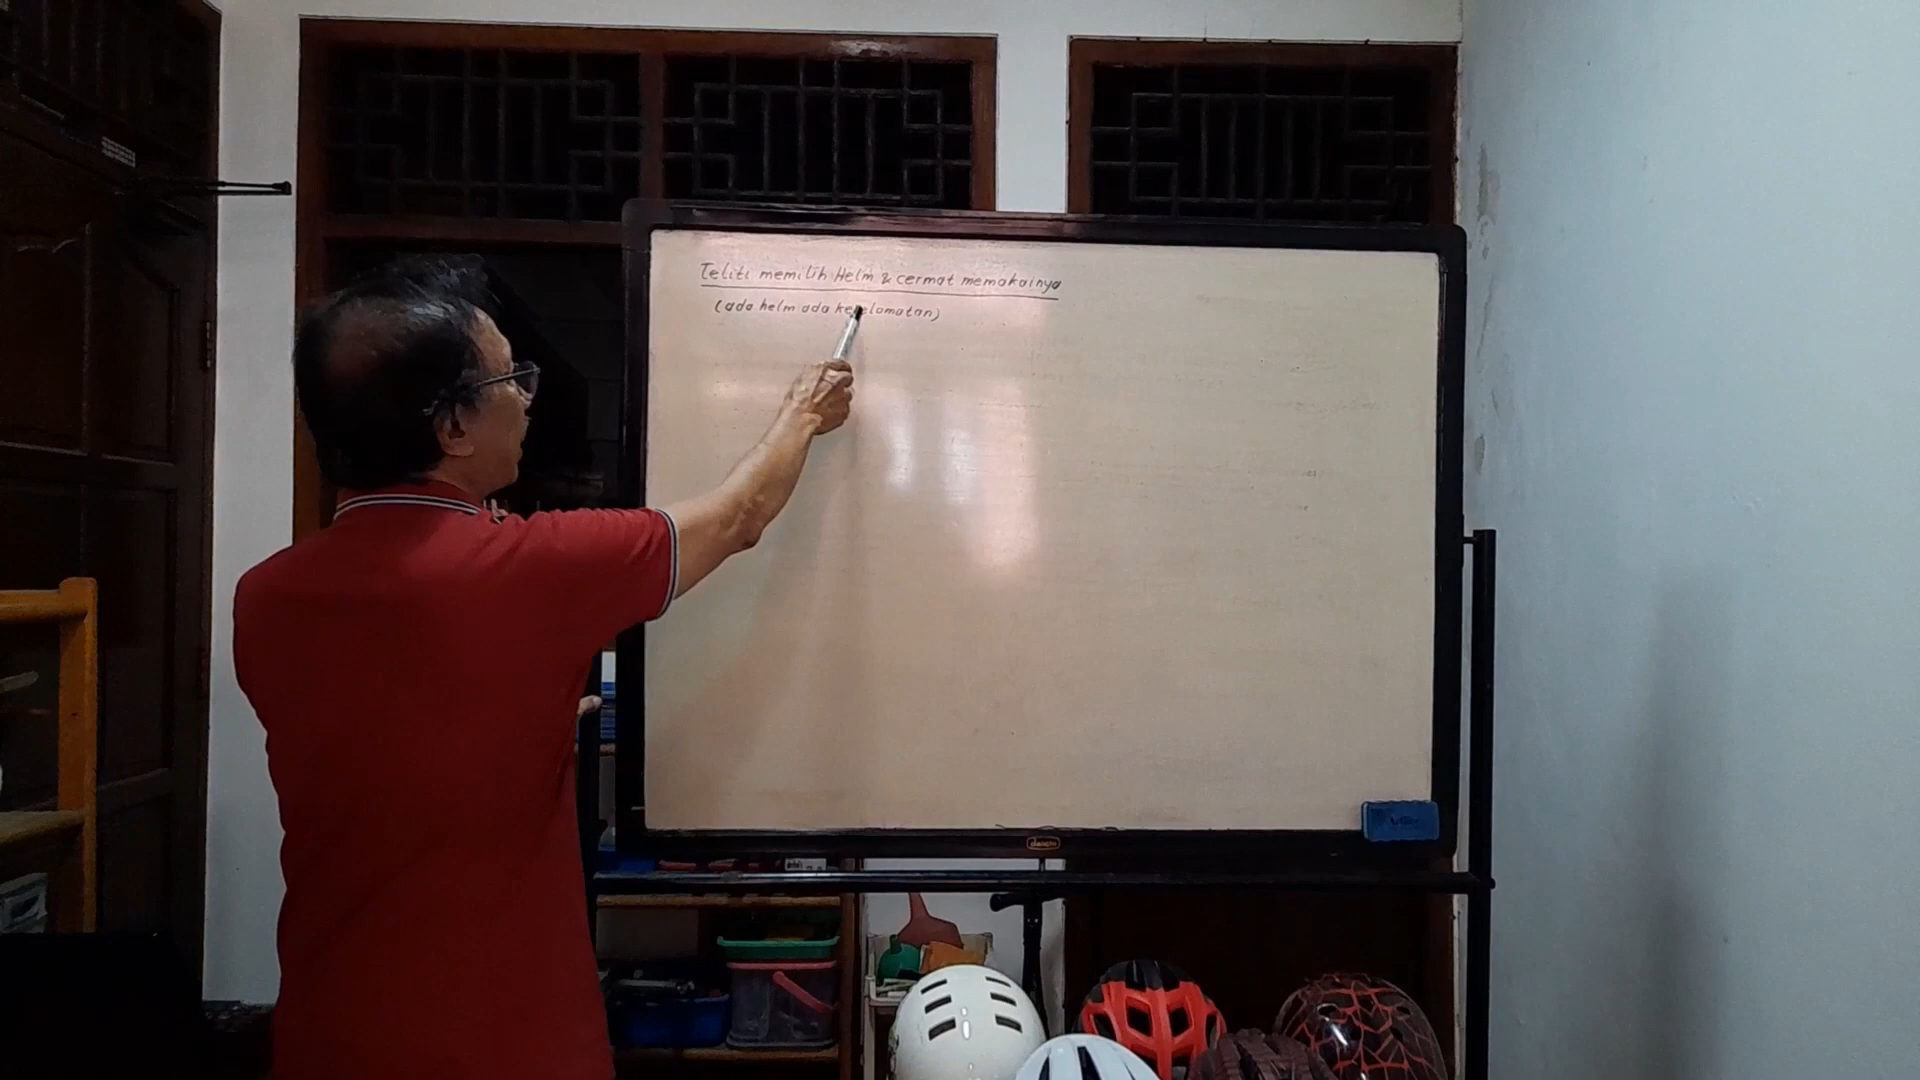 Teliti memilih Helm & cermat memakainya
(ada helm ada keselamatan)